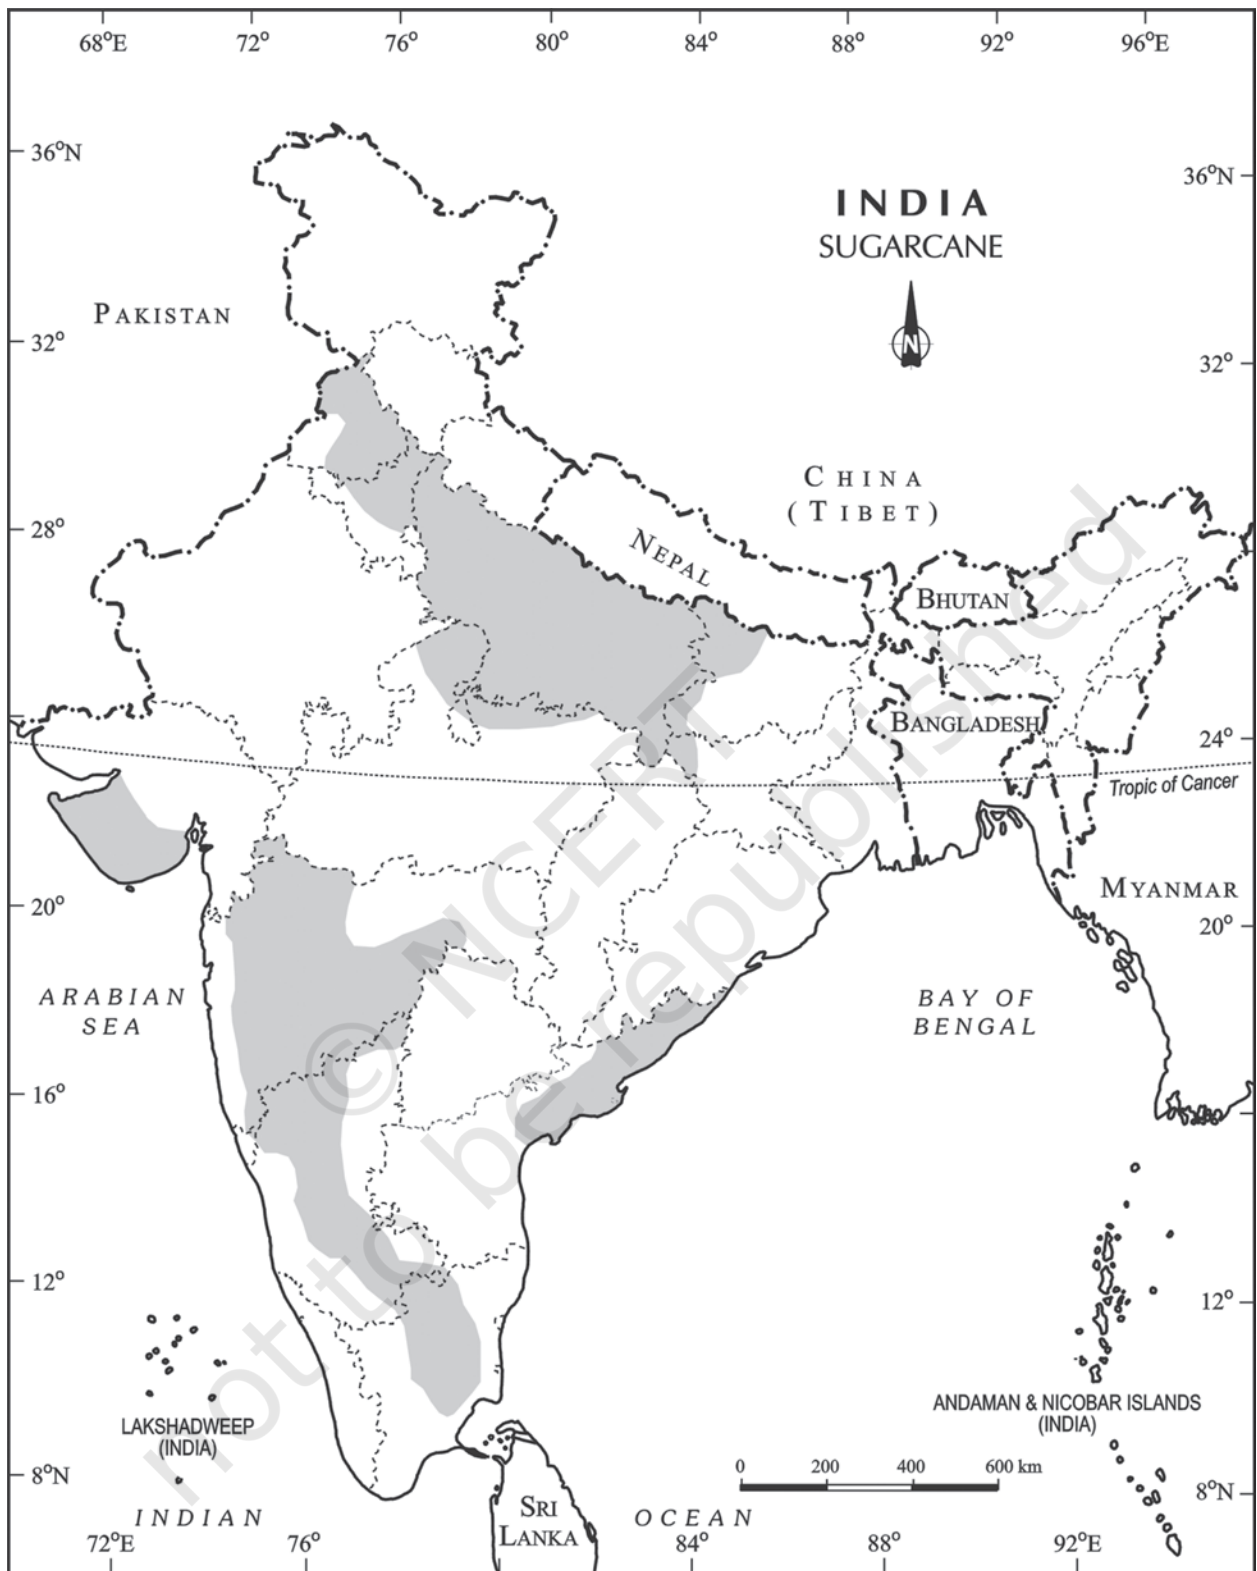 68°E 72° 76° 80° 84° 88° 92° 96°E
36°N
36°N
INDIA
SUGARCANE
N
PAKISTAN
32°
32°
CHINA
(TIBET)
28°
NEPAL
BHUTAN
BANGLADESH
24°
Tropic of Cancer
MYANMAR
20°
20°
ARABIAN
SEA
BAY OF
BENGAL
16°
© NCERT
not to be republished
12°
12°
LAKSHADWEEP
(INDIA)
ANDAMAN & NICOBAR ISLANDS
(INDIA)
0 200 400 600 km
8°N
8°N
SRI
LANKA
INDIAN OCEAN
72°E 76° 84° 88° 92°E